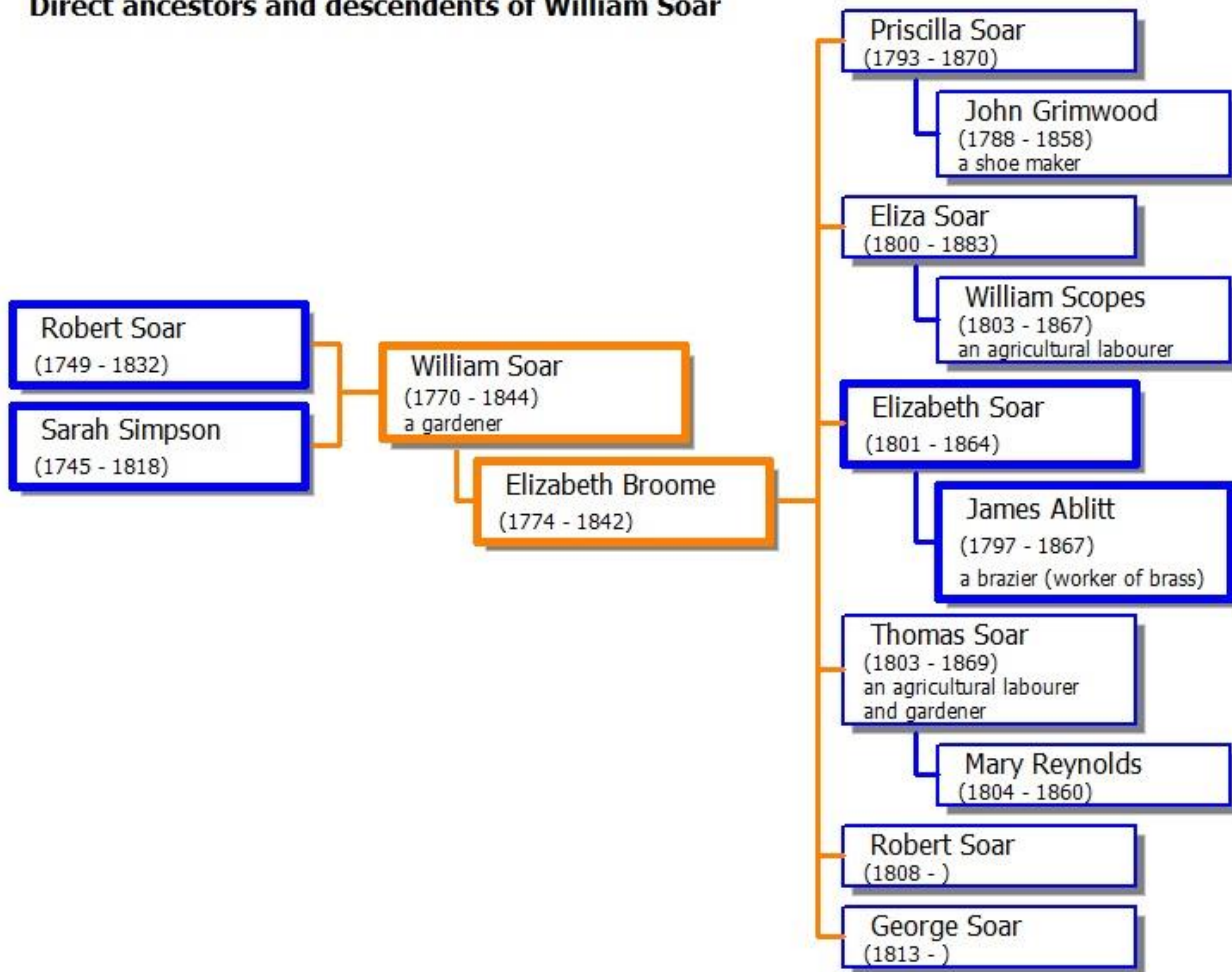 Direct ancestors and descendents of William Soar
Robert Soar
(1749 - 1832)
Sarah Simpson
(1745 - 1818)
William Soar
(1770 - 1844)
a gardener
Elizabeth Broome
(1774 - 1842)
Priscilla Soar
(1793 - 1870)
John Grimwood
(1788 - 1858)
a shoe maker
Eliza Soar
(1800 - 1883)
William Scopes
(1803 - 1867)
an agricultural labourer
Elizabeth Soar
(1801 - 1864)
James Ablitt
(1797 - 1867)
a brazier (worker of brass)
Thomas Soar
(1803 - 1869)
an agricultural labourer
and gardener
Mary Reynolds
(1804 - 1860)
Robert Soar
(1808 - )
George Soar
(1813 - )